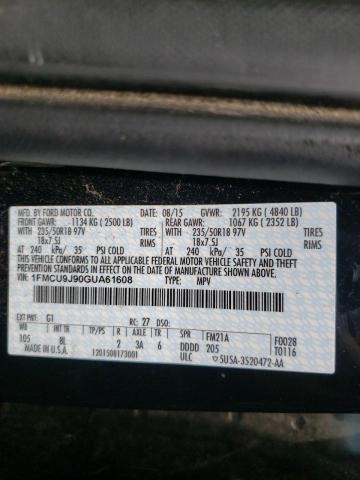 MFD. BY FORD MOTOR CO.
DATE: 08/15 GVWR: 2195 KG ( 4840 LB)
FRONT GAWR: 1134 KG ( 2500 LB) REAR GAWR: 1067 KG ( 2352 LB)
WITH 235/50R18 97V TIRES WITH 235/50R18 97V TIRES
18x7.5J RIMS 18x7.5J RIMS
AT 240 kPa/ 35 PSI COLD AT 240 kPa/ 35 PSI COLD
THIS VEHICLE CONFORMS TO ALL APPLICABLE FEDERAL MOTOR VEHICLE SAFETY AND THEFT PREVENTION STANDARDS IN EFFECT ON THE DATE OF MANUFACTURE SHOWN ABOVE.
VIN: 1FMCU9J90GUA61608 TYPE: MPV
EXT PNT: G1 RC: 27 DSO: F0028
WB BRK INT TR TP/PS R AXLE TR SPR FM21A T0116
105 BL 2 3A 6 DDDD 205
1201508173001 ULC 5USA-3520472-AA